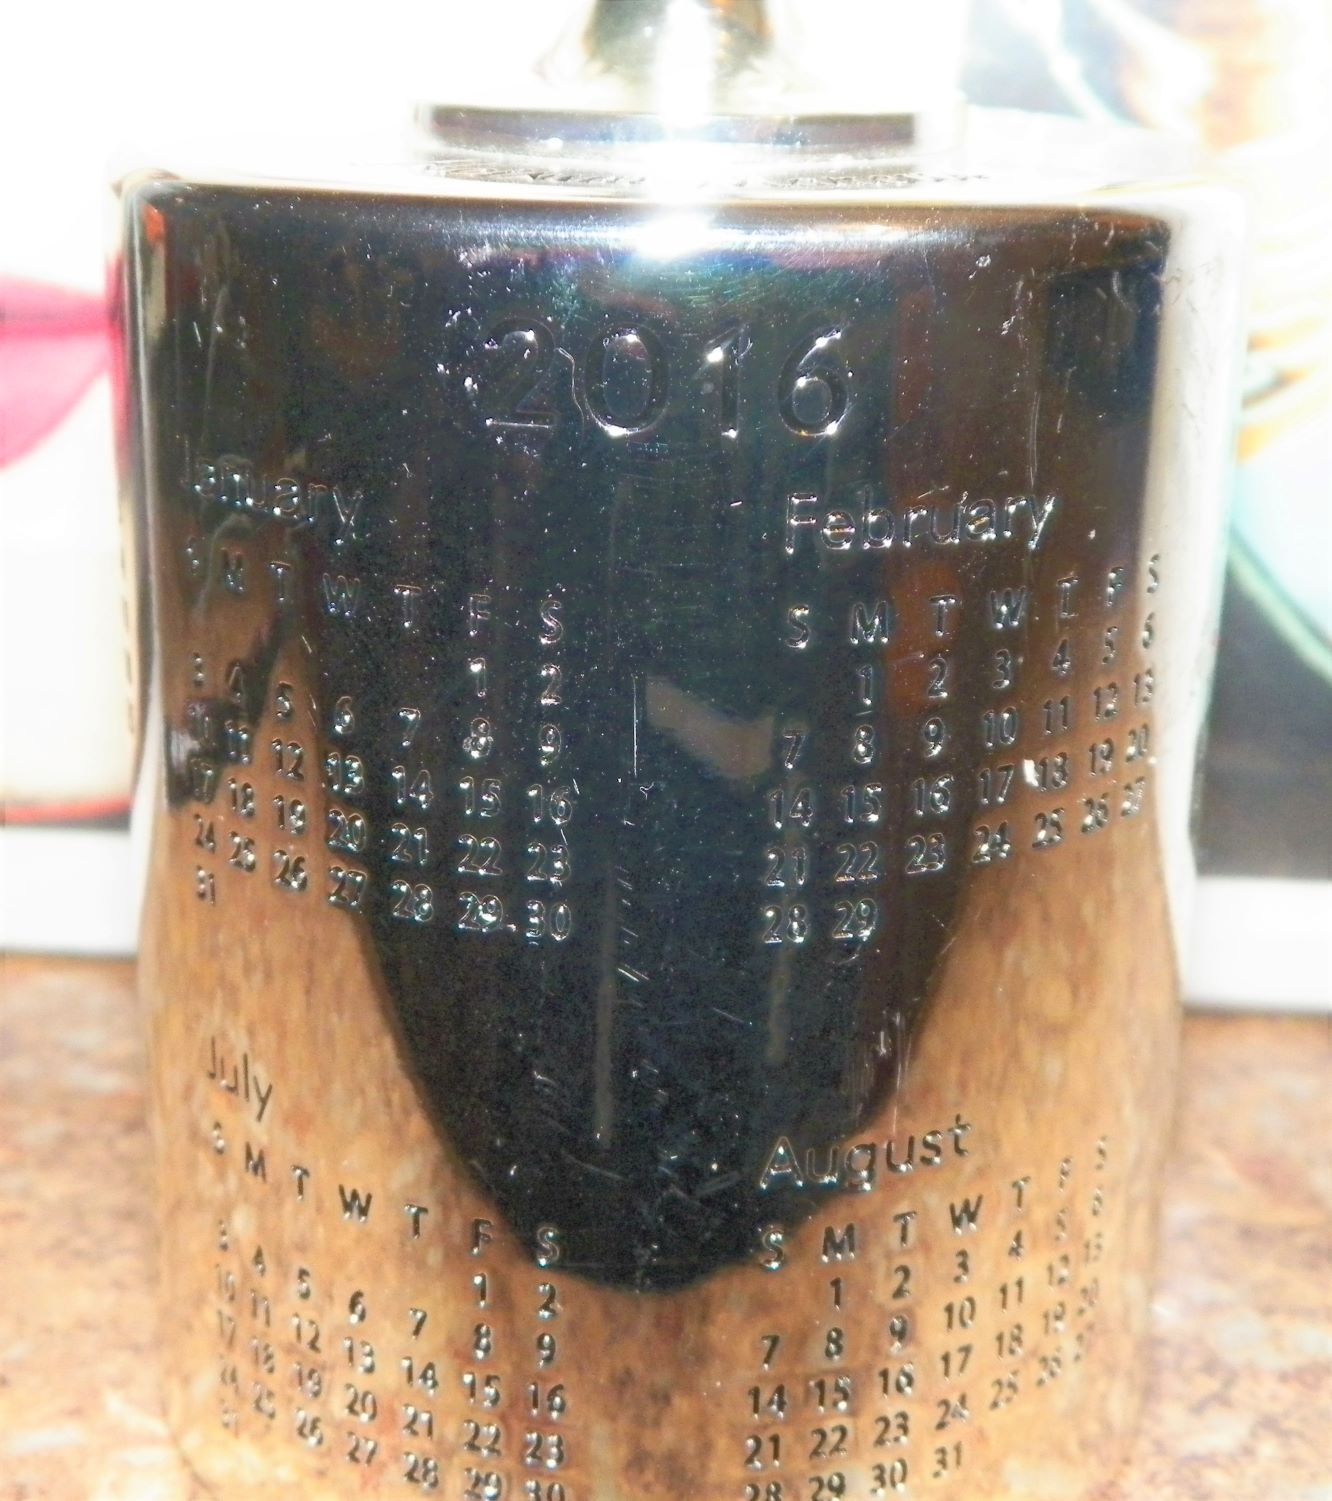 2016
January
S M T W T F S
1 2
3 4 5 6 7 8 9
10 11 12 13 14 15 16
17 18 19 20 21 22 23
24 25 26 27 28 29 30
31
February
S M T W T F S
1 2 3 4 5 6
7 8 9 10 11 12 13
14 15 16 17 18 19 20
21 22 23 24 25 26 27
28 29
July
S M T W T F S
1 2
3 4 5 6 7 8 9
10 11 12 13 14 15 16
17 18 19 20 21 22 23
24 25 26 27 28 29 30
31
August
S M T W T F S
1 2 3 4 5 6
7 8 9 10 11 12 13
14 15 16 17 18 19 20
21 22 23 24 25 26 27
28 29 30 31